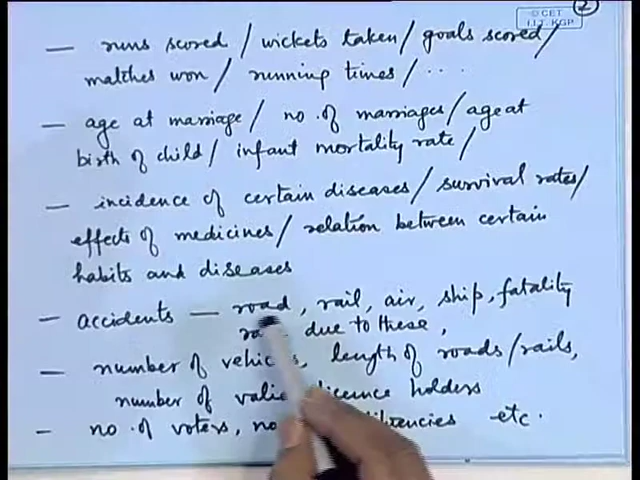 © CET
I.I.T. KGP
2
— runs scored / wickets taken / goals scored /
matches won / running times / ...
— age at marriage / no. of marriages / age at
birth of child / infant mortality rate /
— incidence of certain diseases / survival rates /
effects of medicines / relation between certain
habits and diseases
— accidents — road, rail, air, ship, fatality
due to these,
— number of vehicles, length of roads / rails,
number of valid licence holders
— no. of voters, etc.